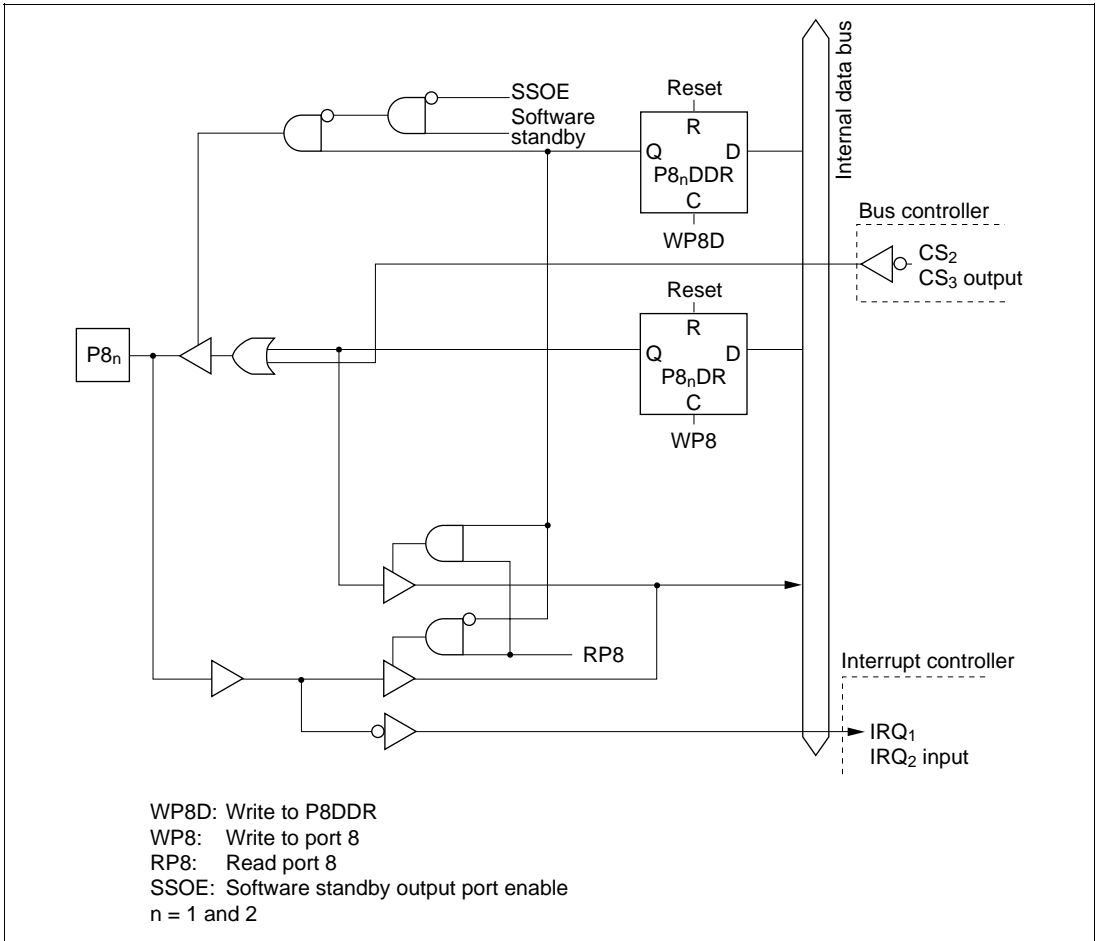 SSOE
Software
standby
Reset
R
Q D
P8nDDR
C
WP8D
Internal data bus
Bus controller
CS2
CS3 output
Reset
R
Q D
P8nDR
C
WP8
P8n
RP8
Interrupt controller
IRQ1
IRQ2 input
WP8D: Write to P8DDR
WP8: Write to port 8
RP8: Read port 8
SSOE: Software standby output port enable
n = 1 and 2